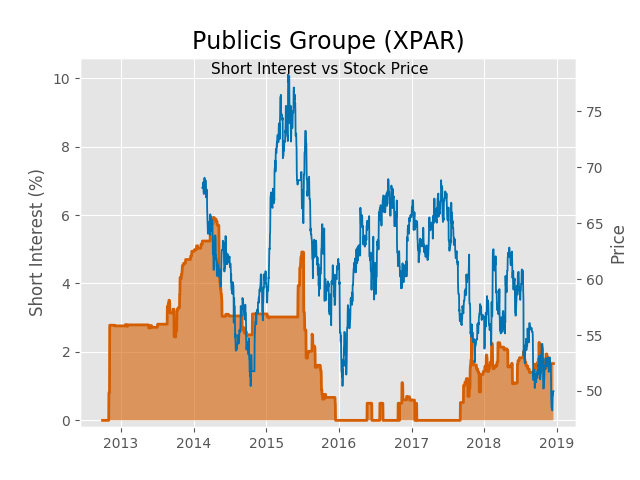 Publicis Groupe (XPAR)
Short Interest vs Stock Price
Short Interest (%)
10
8
6
4
2
0
75
70
65
60
55
50
Price
2013 2014 2015 2016 2017 2018 2019